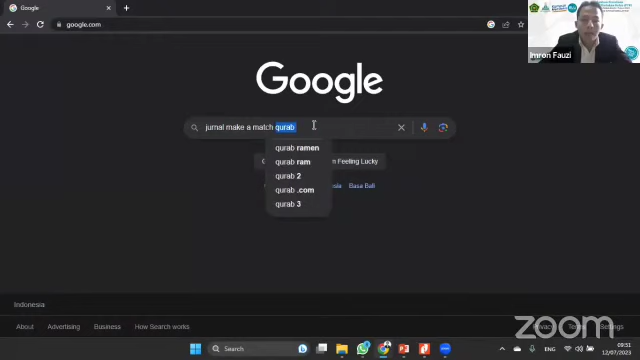 Google
google.com
Imron Fauzi
Google
jurnal make a match qurab
qurab ramen
qurab ram
qurab 2
qurab .com
qurab 3
G
m Feeling Lucky
Basa Bali
Indonesia
About
Advertising
Business
How Search works
Privacy
Terms
zoom
Search
ENG
09:51
12/07/2023